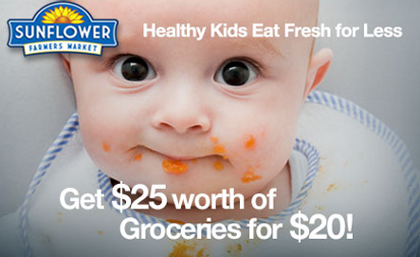 SUNFLOWER
FARMERS MARKET
Healthy Kids Eat Fresh for Less
Get $25 worth of
Groceries for $20!